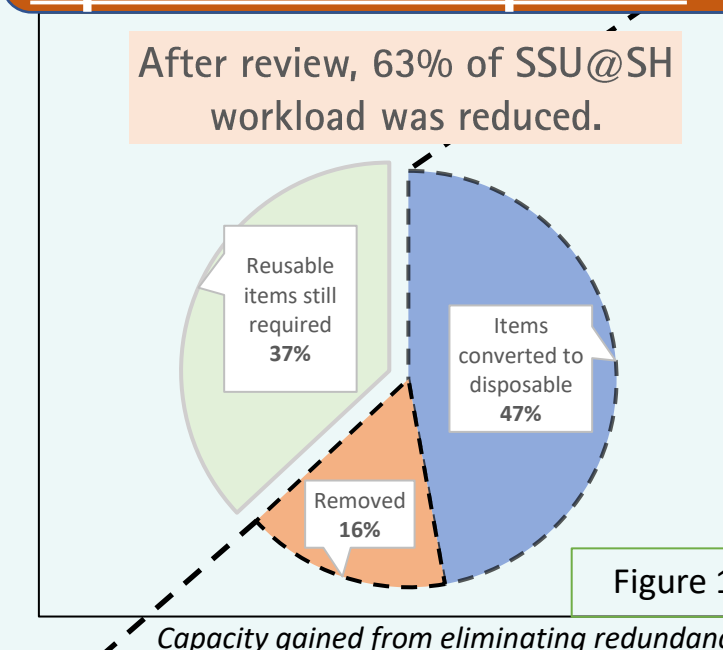 After review, 63% of SSU@SH
workload was reduced.
Reusable
items still
required
37%
Items
converted to
disposable
47%
Removed
16%
Figure 1
Capacity gained from eliminating